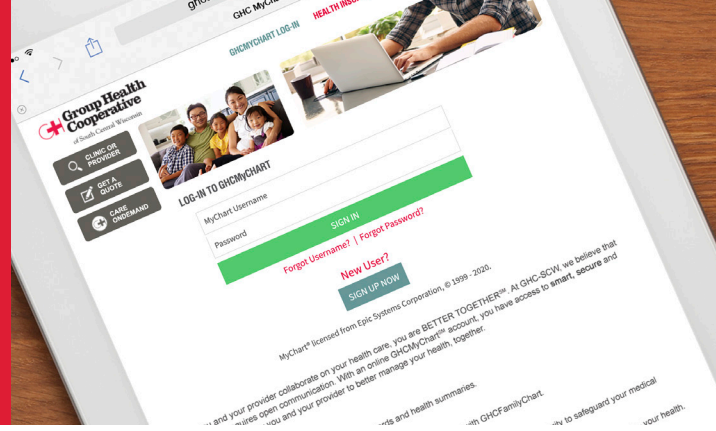 GHC MyCh
GHCMYCHART LOG-IN
HEALTH INSU
Group Health
Cooperative
of South Central Wisconsin
CLINIC OR
PROVIDER
GET A
QUOTE
CARE
ONDEMAND
LOG-IN TO GHCMyCHART
MyChart Username
Password
SIGN IN
Forgot Username? | Forgot Password?
New User?
SIGN UP NOW
MyChart® licensed from Epic Systems Corporation, © 1999 - 2020.
and your provider collaborate on your health care, you are BETTER TOGETHER℠. At GHC-SCW, we believe that
quires open communication. With an online GHCMyChart℠ account, you have access to smart, secure and
you and your provider to better manage your health, together.
rds and health summaries.
ith GHCFamilyChart.
ity to safeguard your medical
your health.